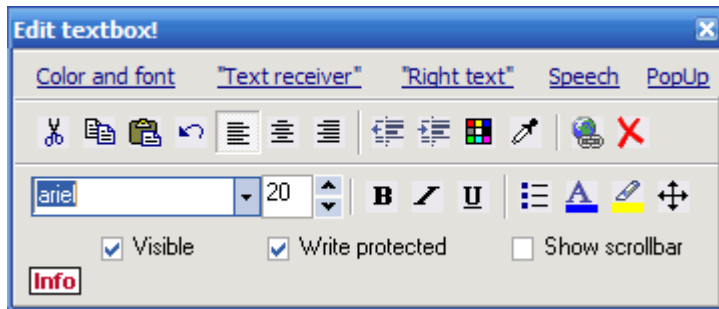 Edit textbox!
Color and font "Text receiver" "Right text" Speech PopUp
ariel 20 B I U A
Visible Write protected Show scrollbar
Info